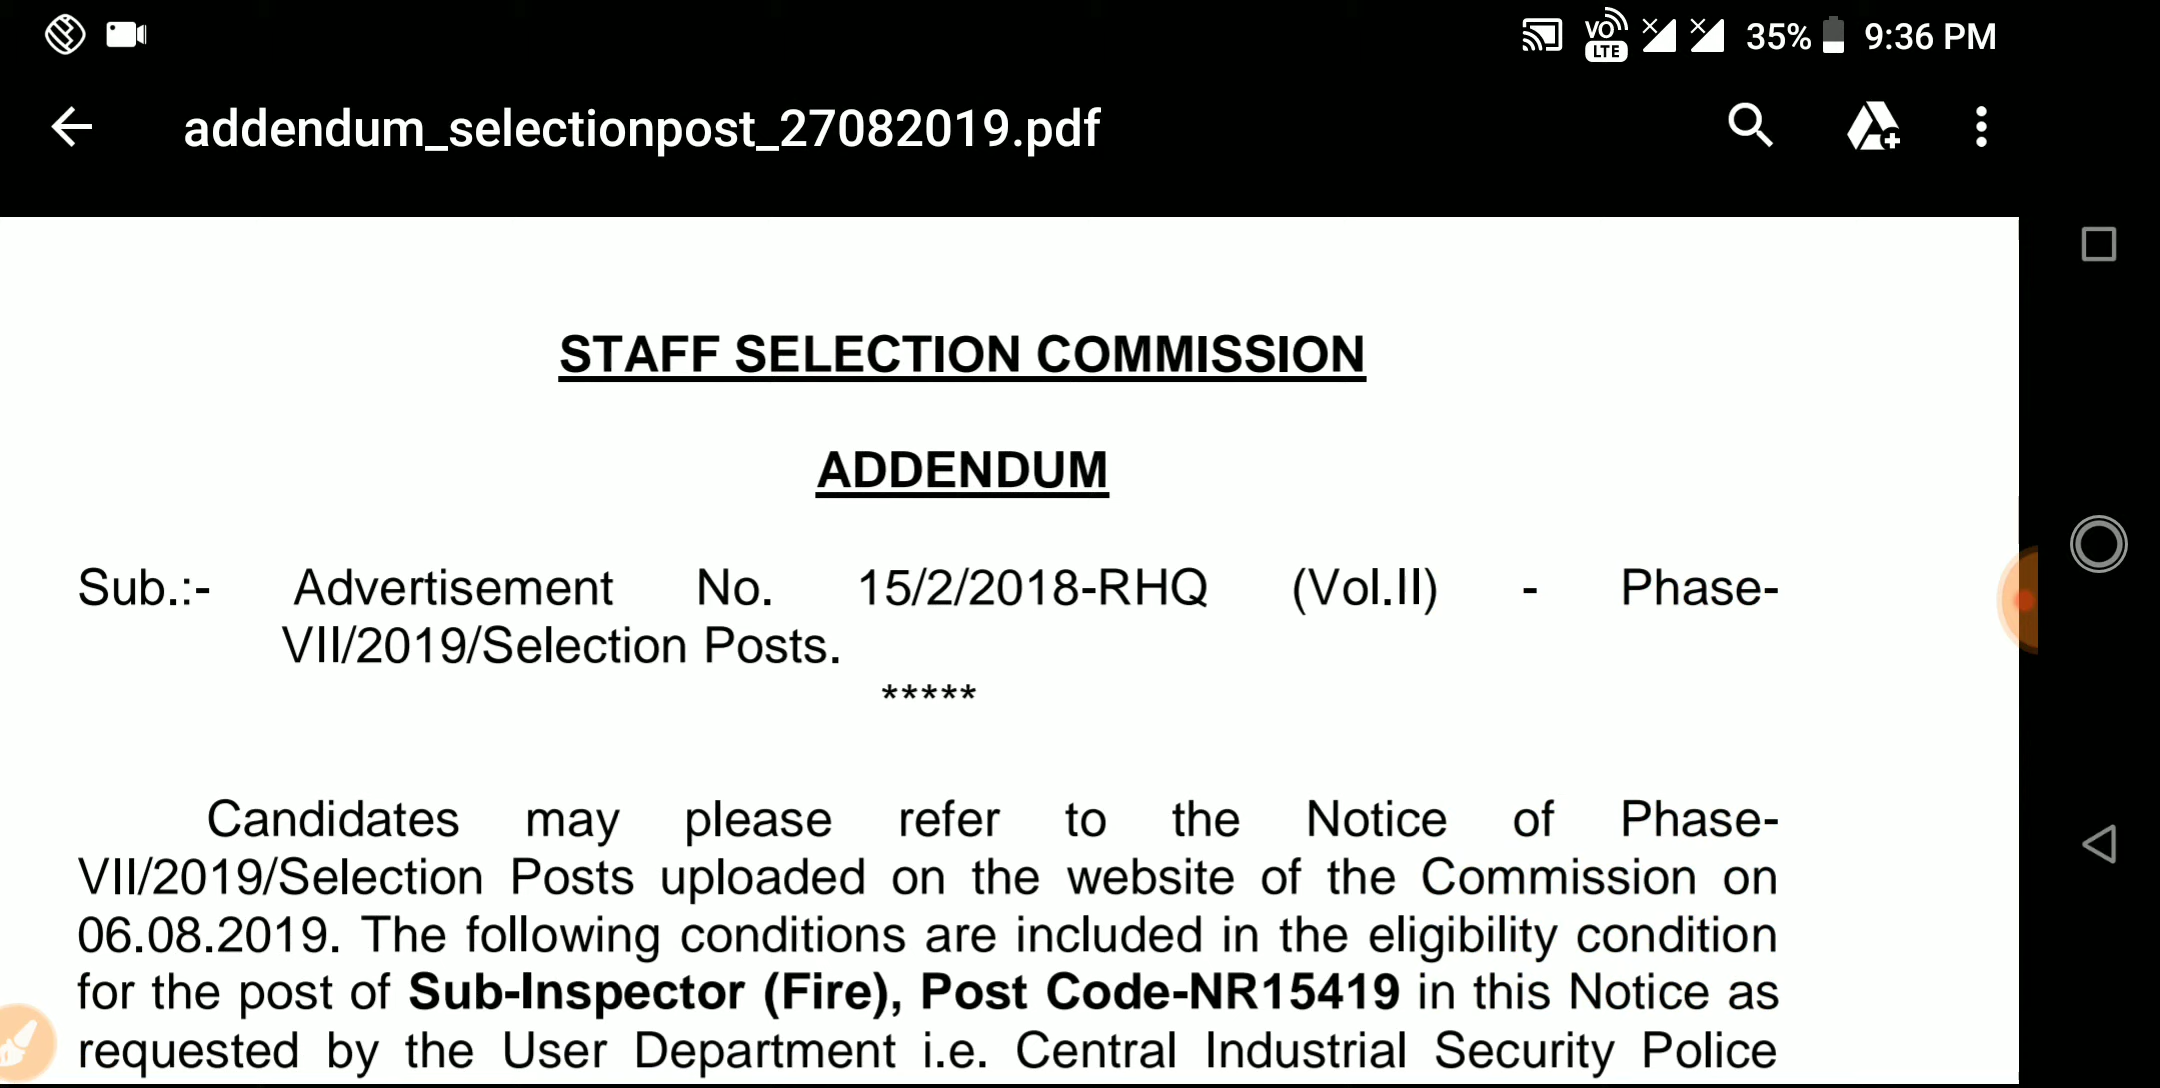 VO LTE 35% 9:36 PM
addendum_selectionpost_27082019.pdf
STAFF SELECTION COMMISSION
ADDENDUM
Sub.:- Advertisement No. 15/2/2018-RHQ (Vol.II) - Phase-
VII/2019/Selection Posts.
*****
Candidates may please refer to the Notice of Phase-
VII/2019/Selection Posts uploaded on the website of the Commission on
06.08.2019. The following conditions are included in the eligibility condition
for the post of Sub-Inspector (Fire), Post Code-NR15419 in this Notice as
requested by the User Department i.e. Central Industrial Security Police